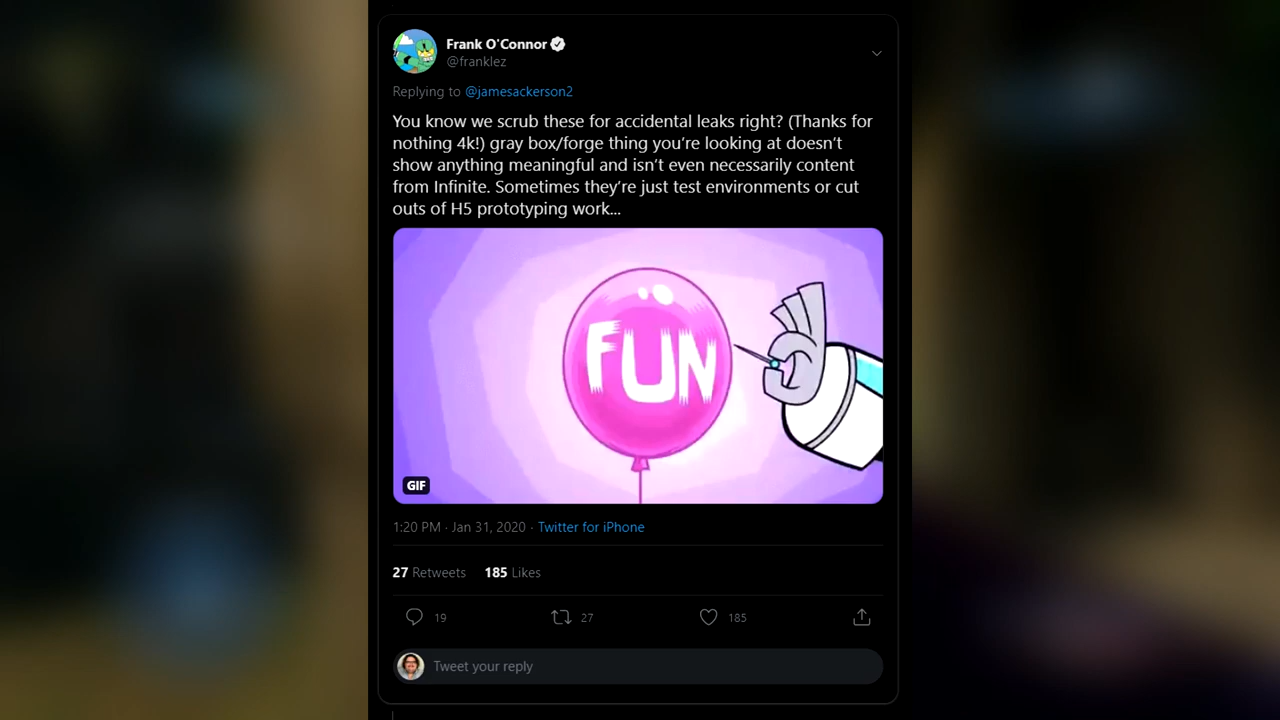 Frank O'Connor
@franklez
Replying to @jamesackerson2
You know we scrub these for accidental leaks right? (Thanks for
nothing 4k!) gray box/forge thing you’re looking at doesn’t
show anything meaningful and isn’t even necessarily content
from Infinite. Sometimes they’re just test environments or cut
outs of H5 prototyping work...
FUN
GIF
1:20 PM · Jan 31, 2020 · Twitter for iPhone
27 Retweets 185 Likes
19 27 185
Tweet your reply